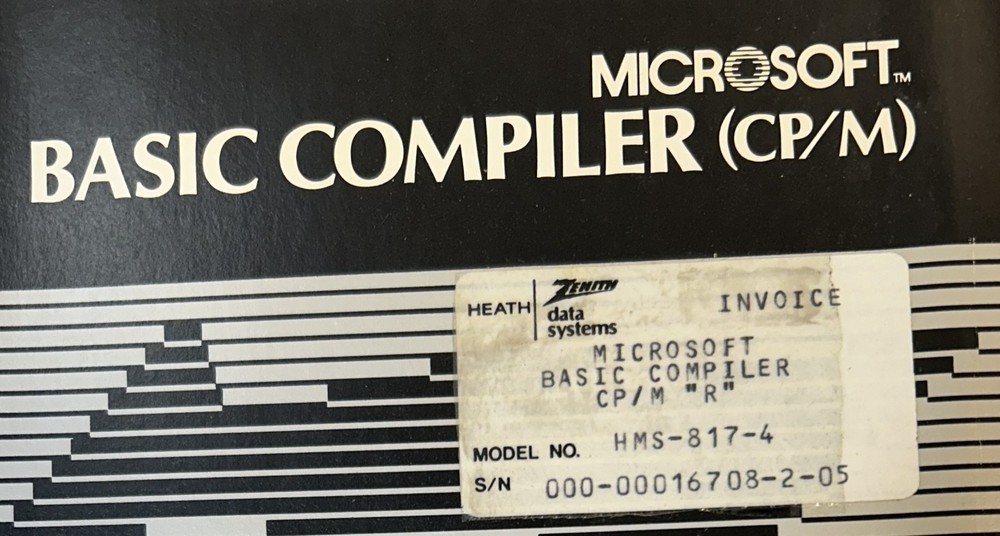 MICROSOFT™
BASIC COMPILER (CP/M)
HEATH
ZENITH
data
systems
INVOICE
MICROSOFT
BASIC COMPILER
CP/M "R"
MODEL NO. HMS-817-4
S/N 000-00016708-2-05